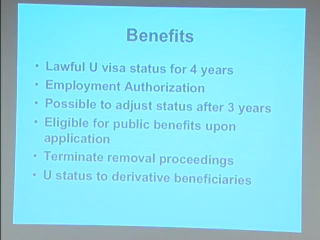 Benefits
• Lawful U visa status for 4 years
• Employment Authorization
• Possible to adjust status after 3 years
• Eligible for public benefits upon
application
• Terminate removal proceedings
• U status to derivative beneficiaries